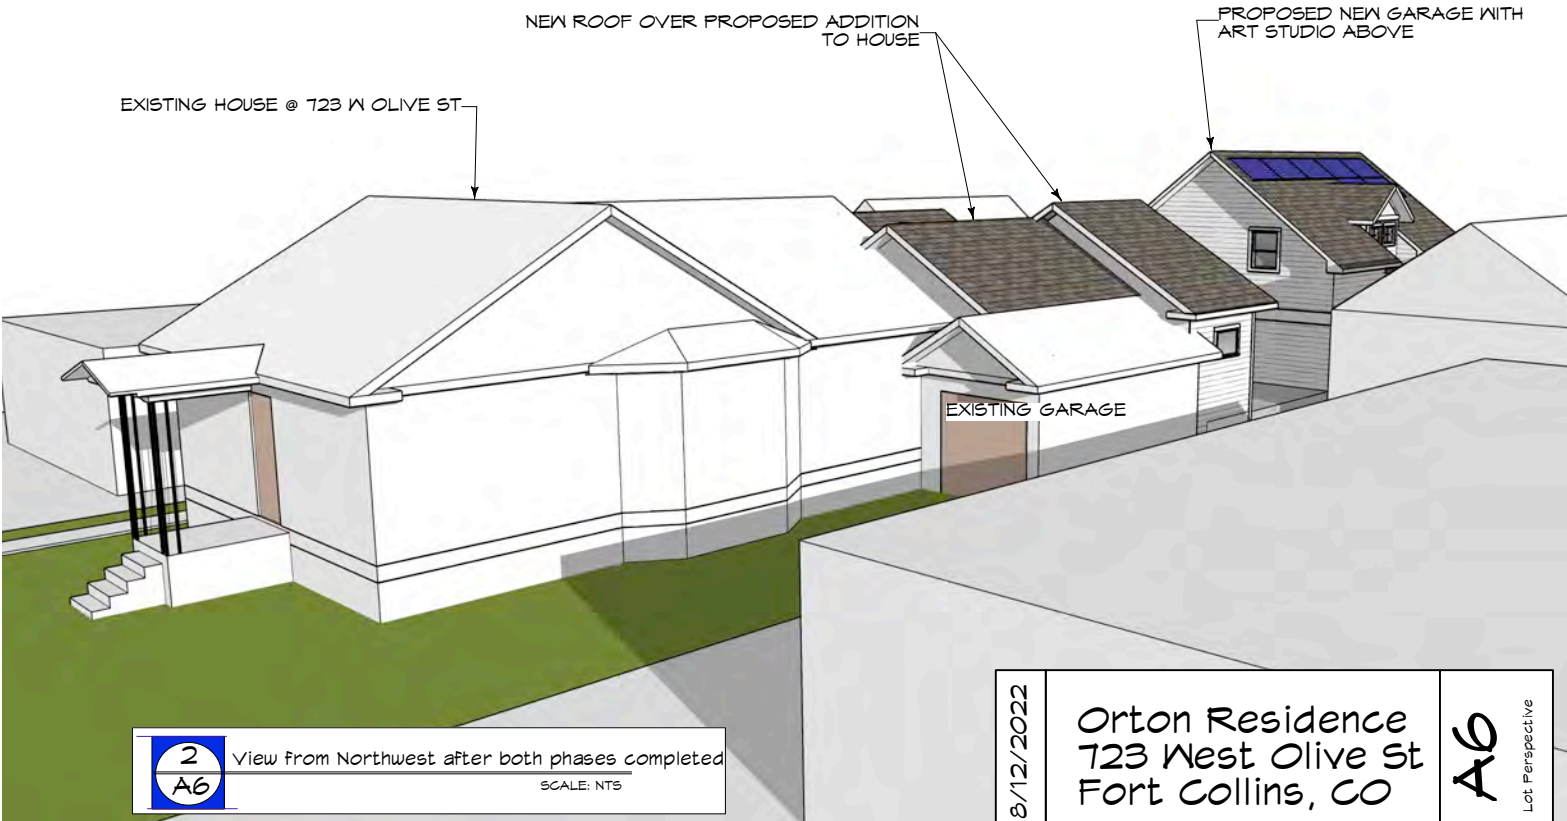 NEW ROOF OVER PROPOSED ADDITION
TO HOUSE
PROPOSED NEW GARAGE WITH
ART STUDIO ABOVE
EXISTING HOUSE @ 723 W OLIVE ST
EXISTING GARAGE
2
A6
View from Northwest after both phases completed
SCALE: NTS
8/12/2022
Orton Residence
723 West Olive St
Fort Collins, CO
A6
Lot Perspective